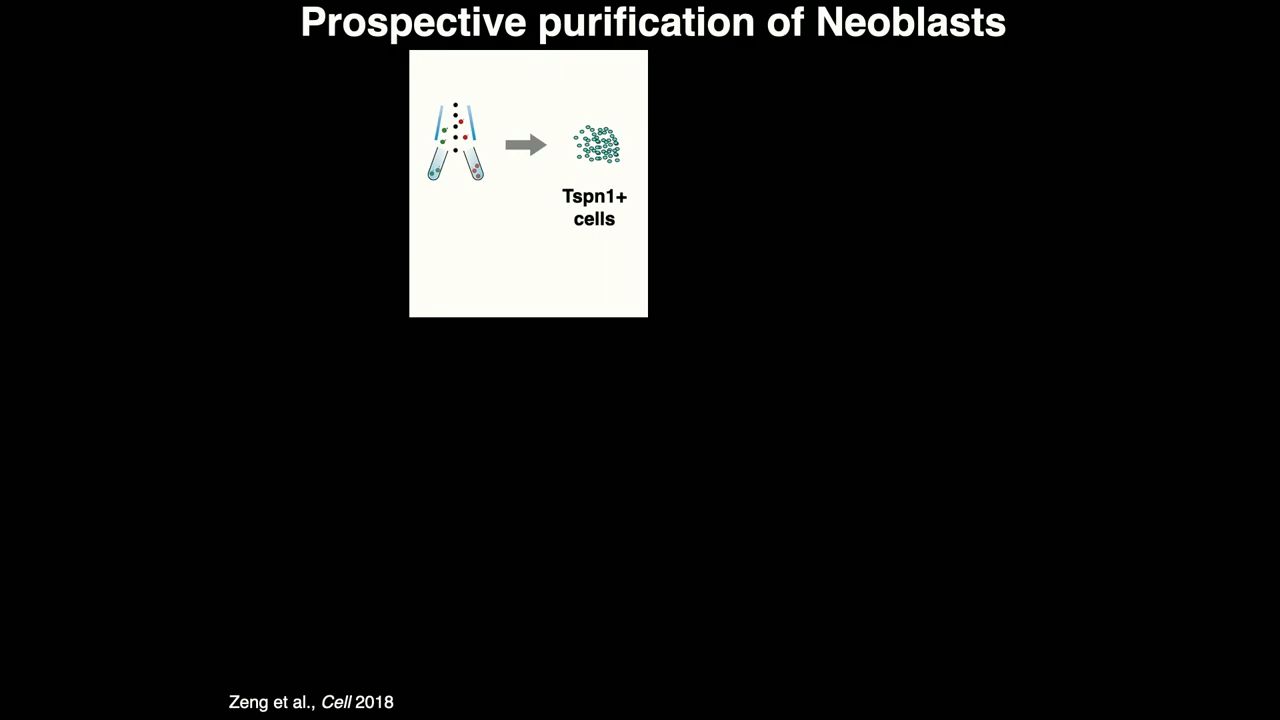 Prospective purification of Neoblasts
Tspn1+
cells
Zeng et al., Cell 2018